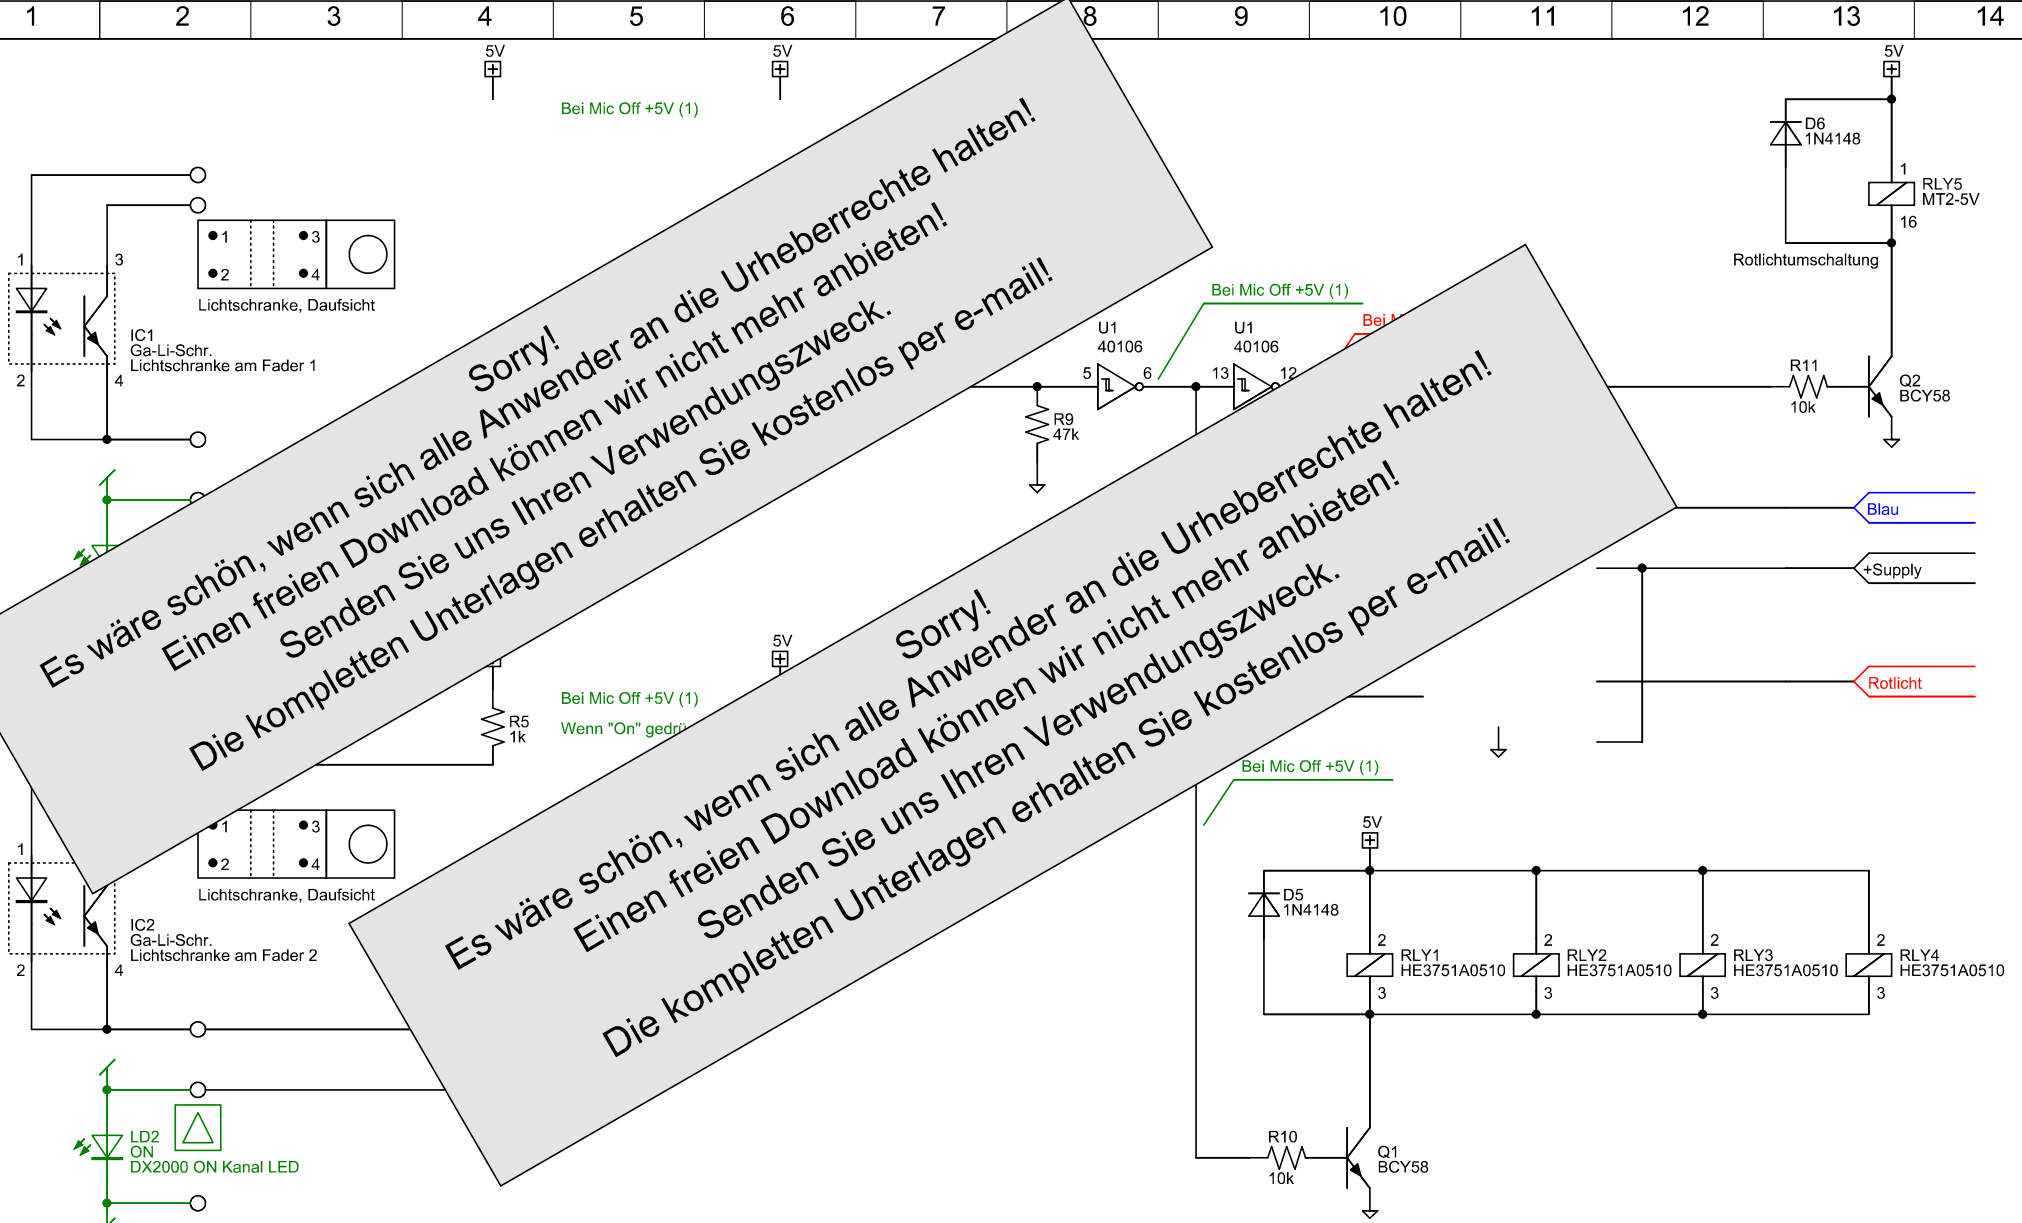 1 2 3 4 5 6 7 8 9 10 11 12 13 14
5V
5V
5V
Bei Mic Off +5V (1)
D6
1N4148
1
RLY5
MT2-5V
16
Rotlichtumschaltung
1 3
2 4
Lichtschranke, Daufsicht
1 3
IC1
Ga-Li-Schr.
Lichtschranke am Fader 1
2 4
Sorry!
Es wäre schön, wenn sich alle Anwender an die Urheberrechte halten!
Einen freien Download können wir nicht mehr anbieten!
Senden Sie uns Ihren Verwendungszweck.
Die kompletten Unterlagen erhalten Sie kostenlos per e-mail!
Bei Mic Off +5V (1)
Bei
U1
40106
5 6
U1
40106
13 12
R9
47k
R11
10k
Q2
BCY58
Blau
+Supply
Rotlicht
Sorry!
Es wäre schön, wenn sich alle Anwender an die Urheberrechte halten!
Einen freien Download können wir nicht mehr anbieten!
Senden Sie uns Ihren Verwendungszweck.
Die kompletten Unterlagen erhalten Sie kostenlos per e-mail!
5V
R5
1k
Bei Mic Off +5V (1)
Wenn "On"
Bei Mic Off +5V (1)
1 3
2 4
Lichtschranke, Daufsicht
1
IC2
Ga-Li-Schr.
Lichtschranke am Fader 2
2 4
5V
D5
1N4148
2
RLY1
HE3751A0510
3
2
RLY2
HE3751A0510
3
2
RLY3
HE3751A0510
3
2
RLY4
HE3751A0510
3
LD2
ON
DX2000 ON Kanal LED
R10
10k
Q1
BCY58